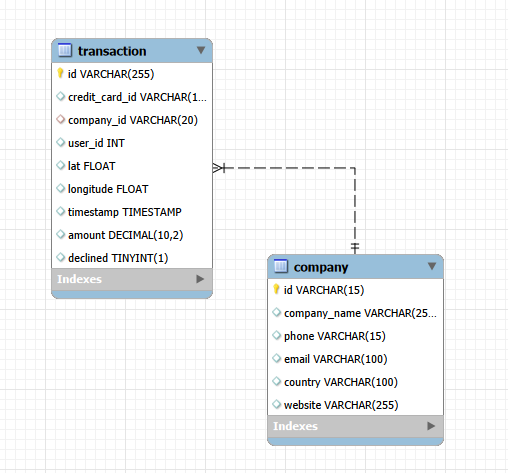 transaction
id VARCHAR(255)
credit_card_id VARCHAR(1...
company_id VARCHAR(20)
user_id INT
lat FLOAT
longitude FLOAT
timestamp TIMESTAMP
amount DECIMAL(10,2)
declined TINYINT(1)
Indexes
company
id VARCHAR(15)
company_name VARCHAR(25...
phone VARCHAR(15)
email VARCHAR(100)
country VARCHAR(100)
website VARCHAR(255)
Indexes